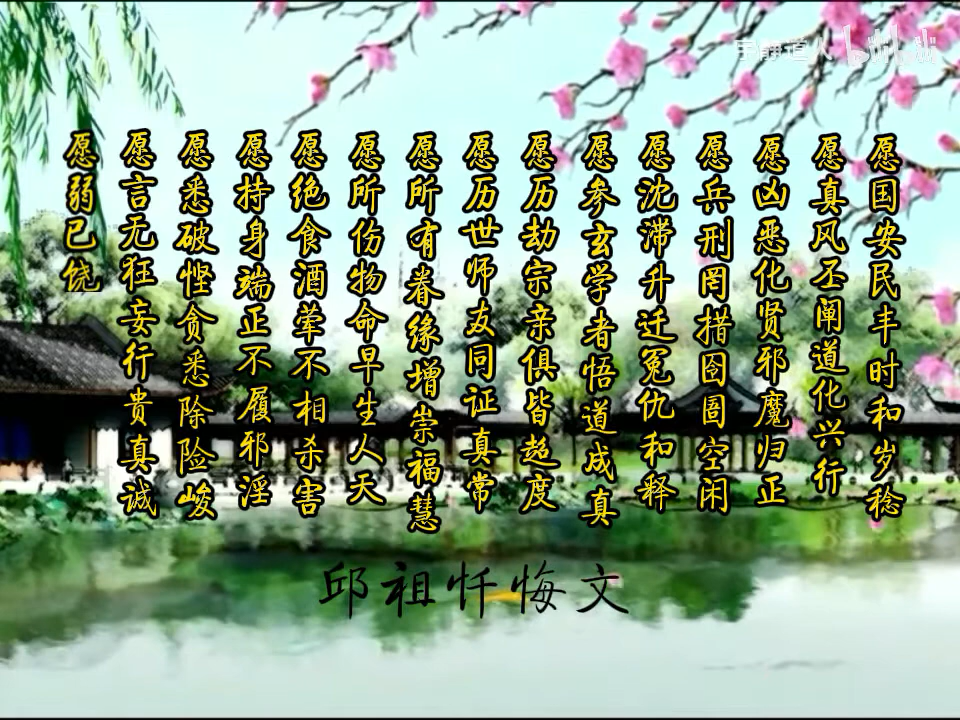 愿国安民丰时和岁稔
愿真风丕阐道化兴行
愿凶恶化贤邪魔归正
愿兵刑罔措囹圄空闲
愿沈滞升迁冤仇和释
愿参玄学者悟道成真
愿历劫宗亲俱皆超度
愿历世师友同证真常
愿所有眷缘增崇福慧
愿所伤物命早生人天
愿绝食酒荤不相杀害
愿持身端正不履邪淫
愿悉破悭贪悉除险峻
愿言无狂妄行贵真诚
愿弱已饶
邱祖忏悔文
玉静道人 bilibili